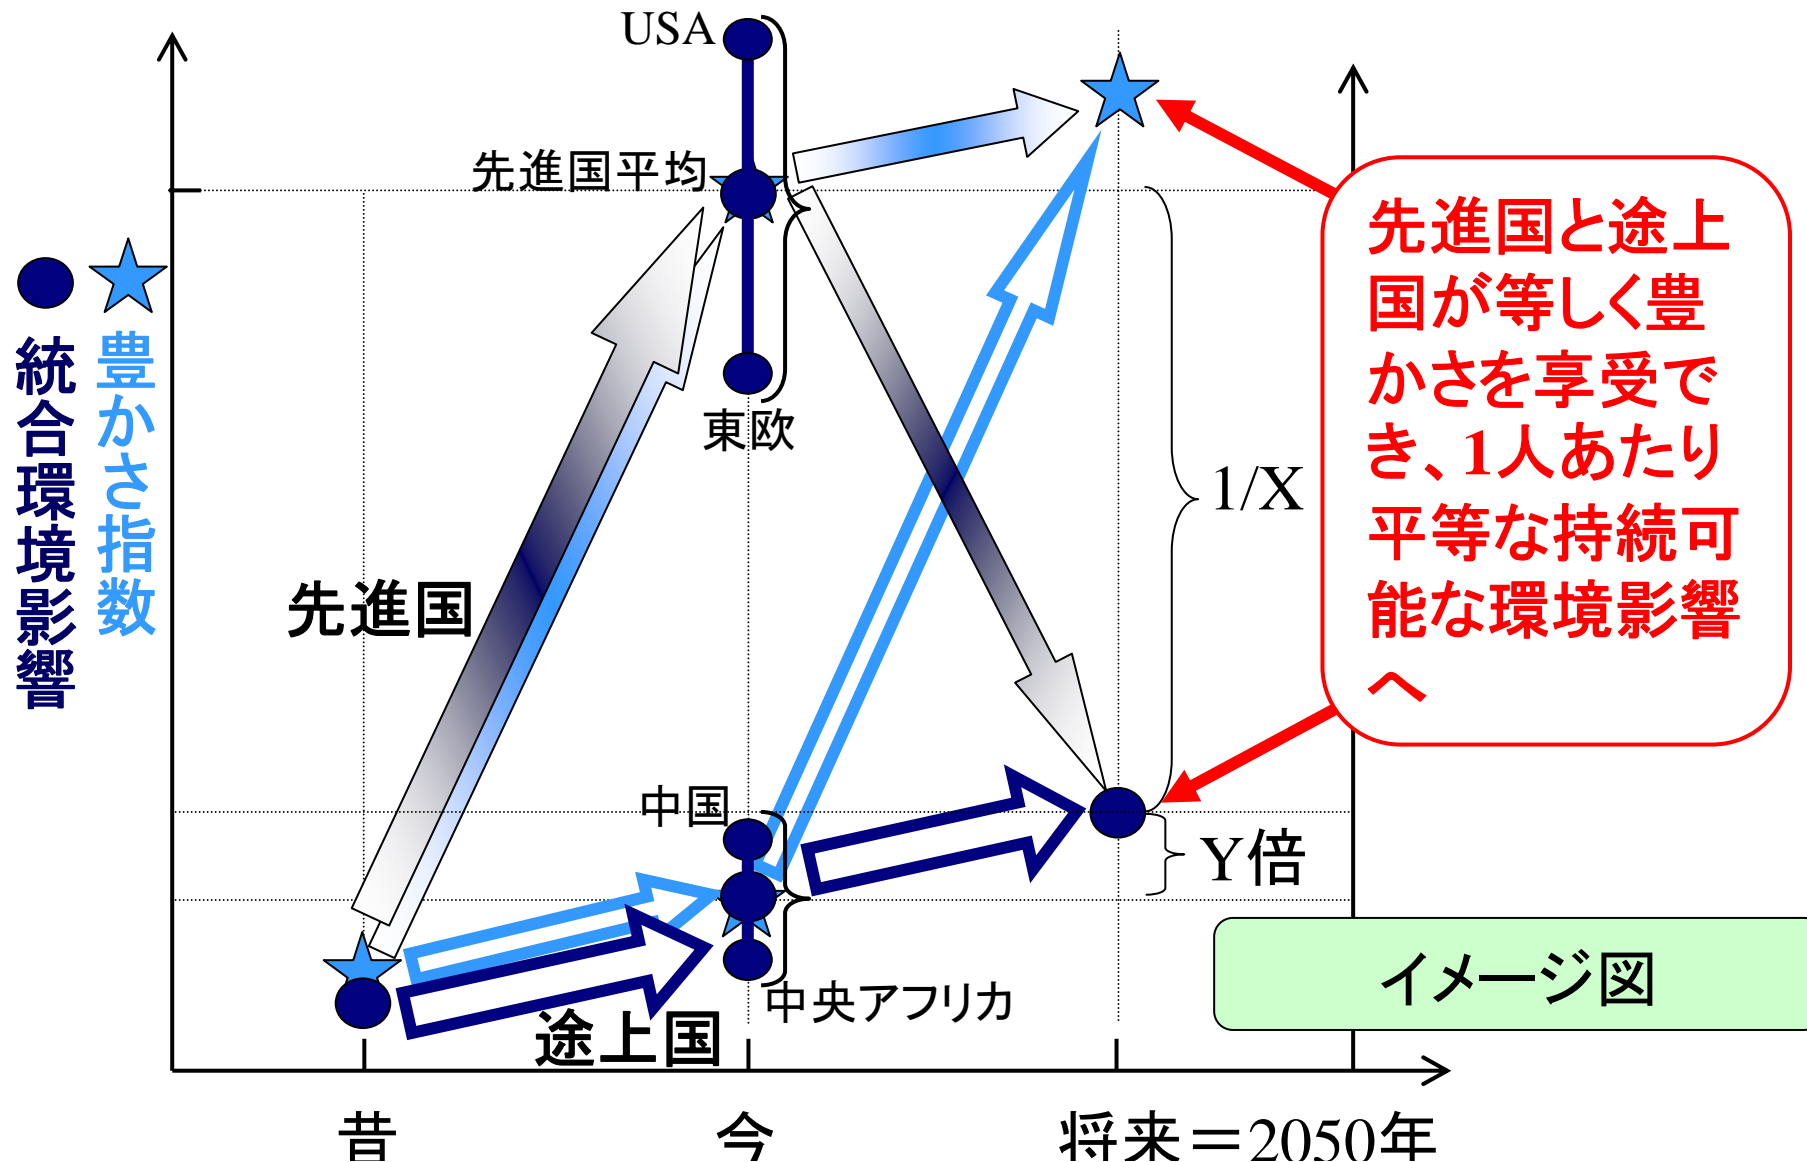 USA
先進国平均
東欧
統合環境影響
豊かさ指数
先進国
先進国と途上
国が等しく豊
かさを享受で
き、1人あたり
平等な持続可
能な環境影響
へ
1/X
中国
Y倍
中央アフリカ
途上国
イメージ図
昔
今
将来＝2050年